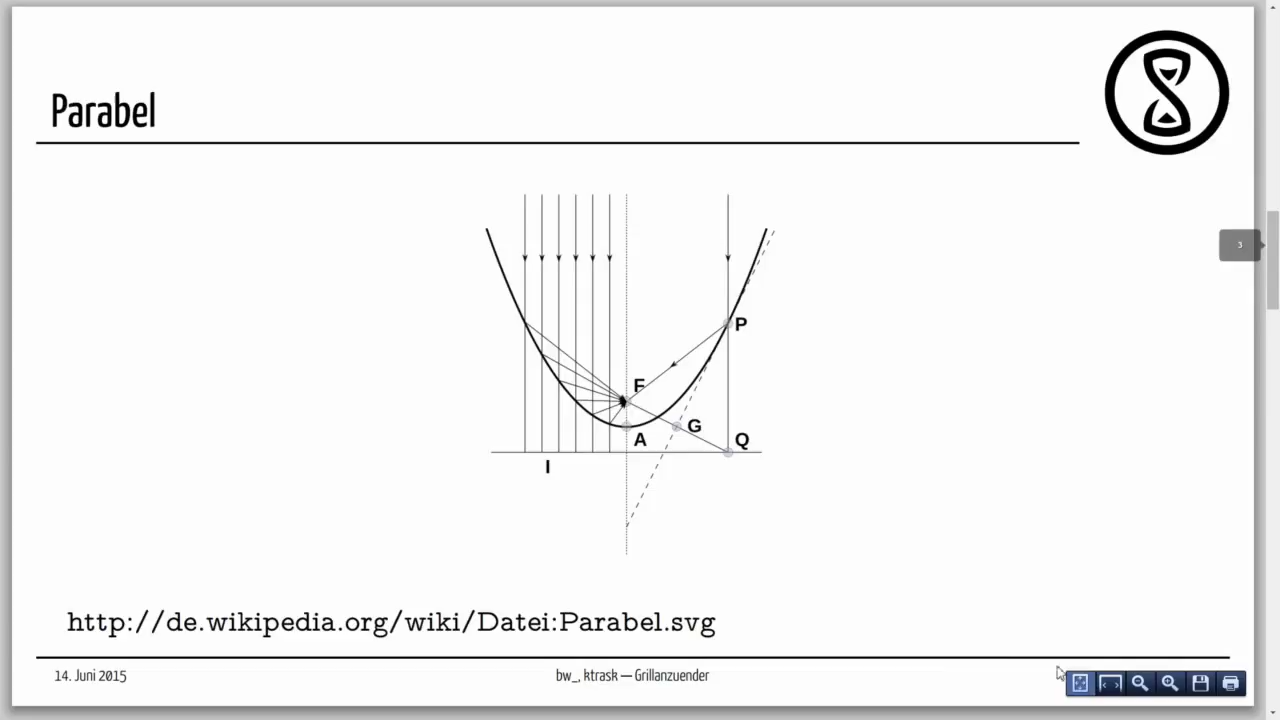 Parabel
3
P
F
G
A
Q
l
http://de.wikipedia.org/wiki/Datei:Parabel.svg
14. Juni 2015
bw_, ktrask — Grillanzuender